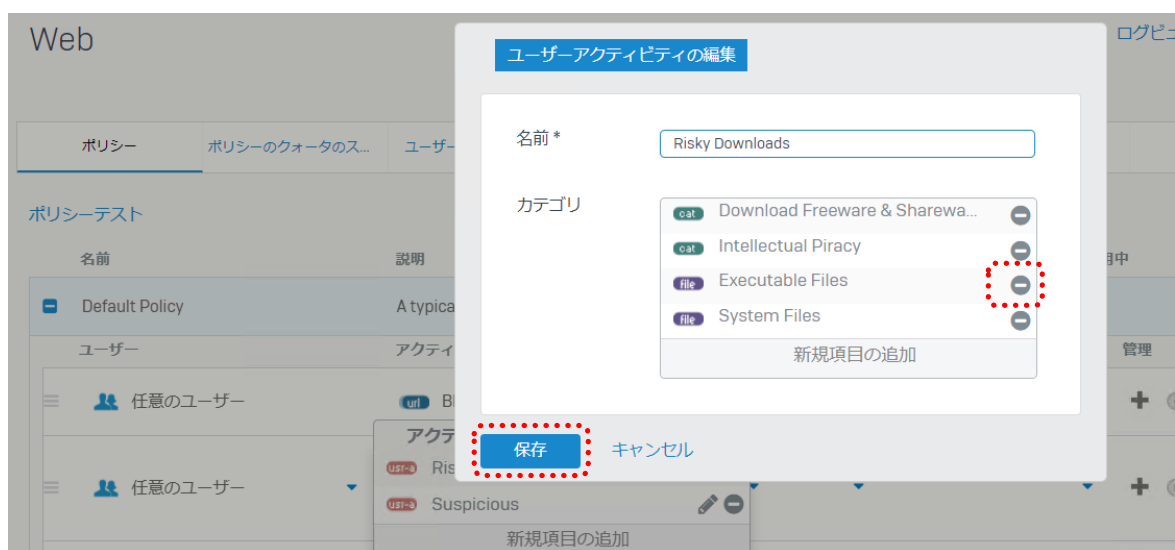 Web
ログビュ
ユーザーアクティビティの編集
名前 *
Risky Downloads
カテゴリ
cat Download Freeware & Sharewa...
cat Intellectual Piracy
file Executable Files
file System Files
新規項目の追加
保存 キャンセル
ポリシー ポリシーのクォータのス... ユーザー
ポリシーテスト
名前 説明 中
Default Policy A typica
ユーザー アクティ 管理
任意のユーザー url Bl
アクテ
usr-a Ris
任意のユーザー
usr-a Suspicious
新規項目の追加